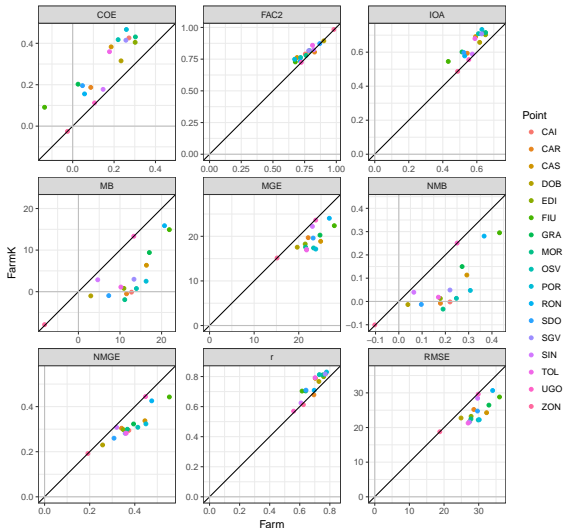 COE FAC2 IOA
0.4
0.2
0.0
1.00
0.75
0.50
0.25
0.00
0.6
0.4
0.2
0.0
0.0 0.2 0.4
0.00 0.25 0.50 0.75 1.00
0.0 0.2 0.4 0.6
MB MGE NMB
20
10
0
20
10
0
0.4
0.3
0.2
0.1
0.0
−0.1
0 10 20
0 10 20
−0.1 0.0 0.1 0.2 0.3 0.4
NMGE r RMSE
0.4
0.2
0.0
0.8
0.6
0.4
0.2
0.0
30
20
10
0
0.0 0.2 0.4
0.0 0.2 0.4 0.6 0.8
0 10 20 30
FarmK
Farm
Point
CAI
CAR
CAS
DOB
EDI
FIU
GRA
MOR
OSV
POR
RON
SDO
SGV
SIN
TOL
UGO
ZON